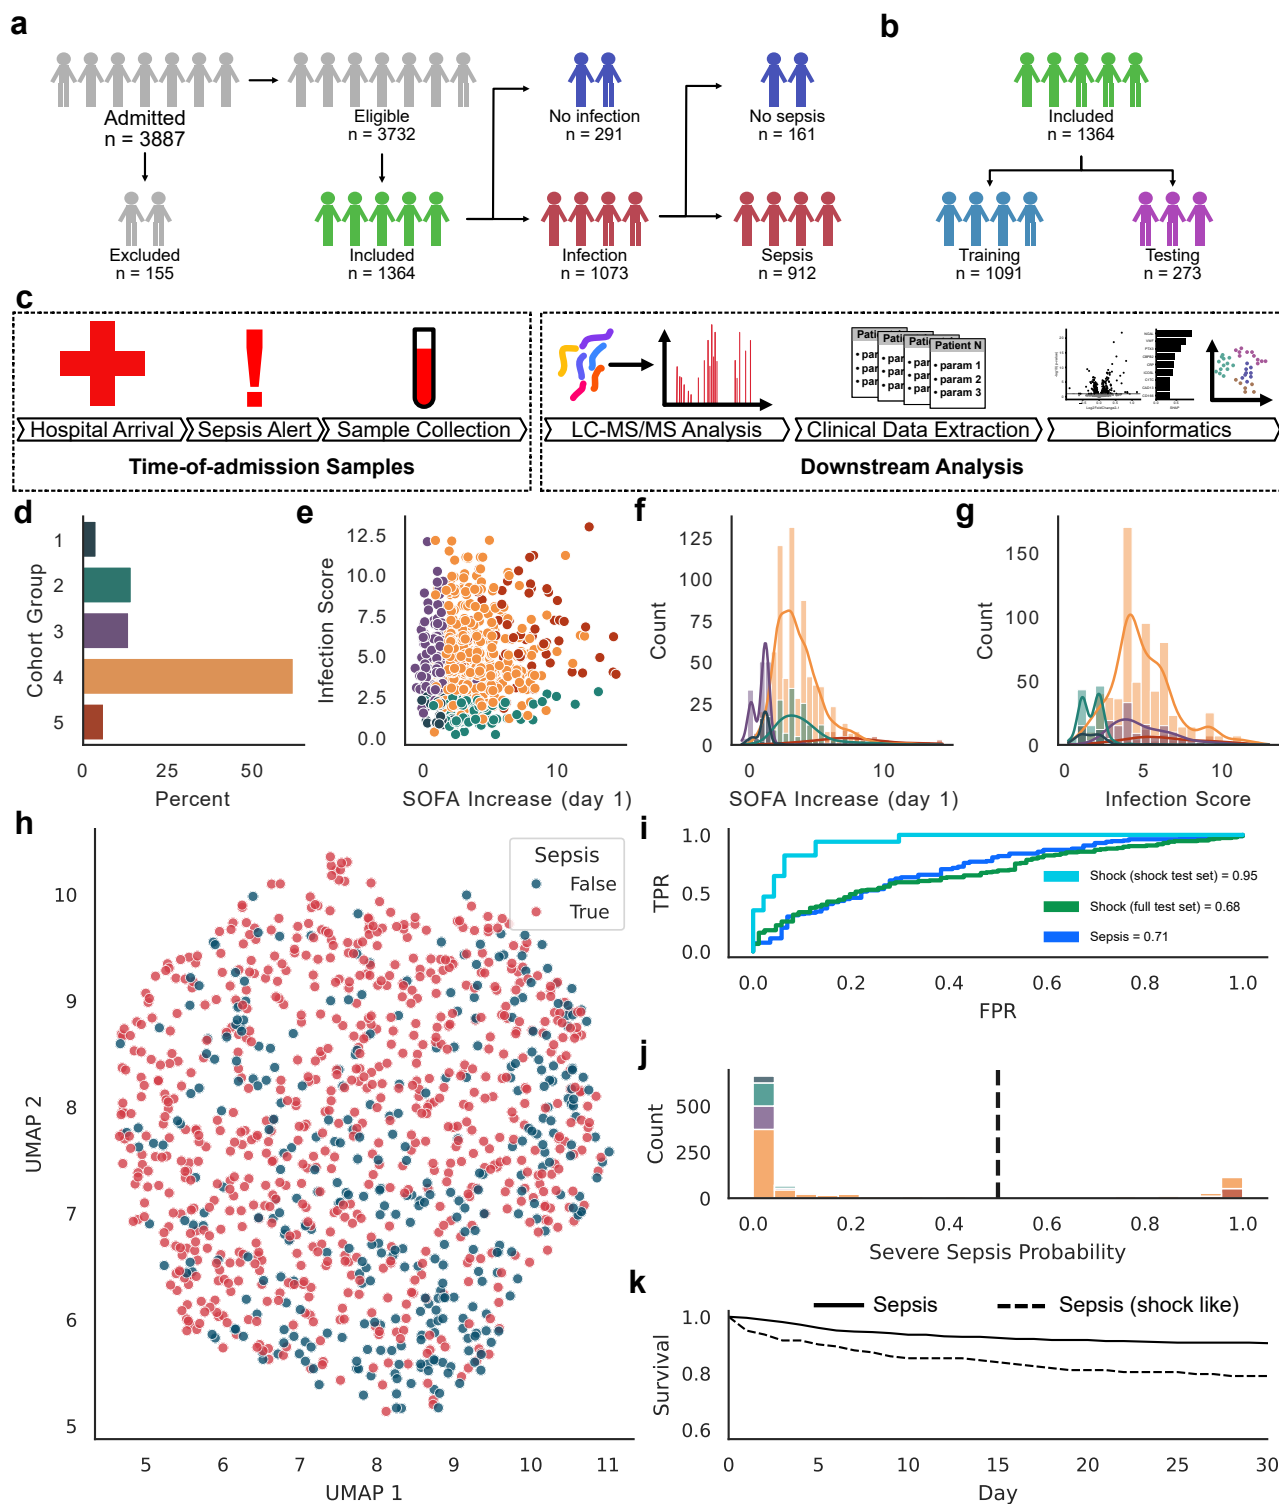 a
Admitted
n = 3887
Eligible
n = 3732
No infection
n = 291
No sepsis
n = 161
Excluded
n = 155
Included
n = 1364
Infection
n = 1073
Sepsis
n = 912
b
Included
n = 1364
Training
n = 1091
Testing
n = 273
c
Hospital Arrival
Sepsis Alert
Sample Collection
Time-of-admission Samples
Patient N
• param 1
• param 2
• param 3
LC-MS/MS Analysis
Clinical Data Extraction
Bioinformatics
Downstream Analysis
d
Cohort Group
1
2
3
4
5
0 25 50
Percent
e
Infection Score
12.5
10.0
7.5
5.0
2.5
0.0
0 10
SOFA Increase (day 1)
f
Count
125
100
75
50
25
0
0 10
SOFA Increase (day 1)
g
Count
150
100
50
0
0 5 10
Infection Score
h
UMAP 2
10
9
8
7
6
5
5 6 7 8 9 10 11
UMAP 1
Sepsis
False
True
i
TPR
1.0
0.5
0.0
Shock (shock test set) = 0.95
Shock (full test set) = 0.68
Sepsis = 0.71
0.0 0.2 0.4 0.6 0.8 1.0
FPR
j
Count
500
250
0
0.0 0.2 0.4 0.6 0.8 1.0
Severe Sepsis Probability
k
Sepsis
Sepsis (shock like)
Survival
1.0
0.8
0.6
0 5 10 15 20 25 30
Day